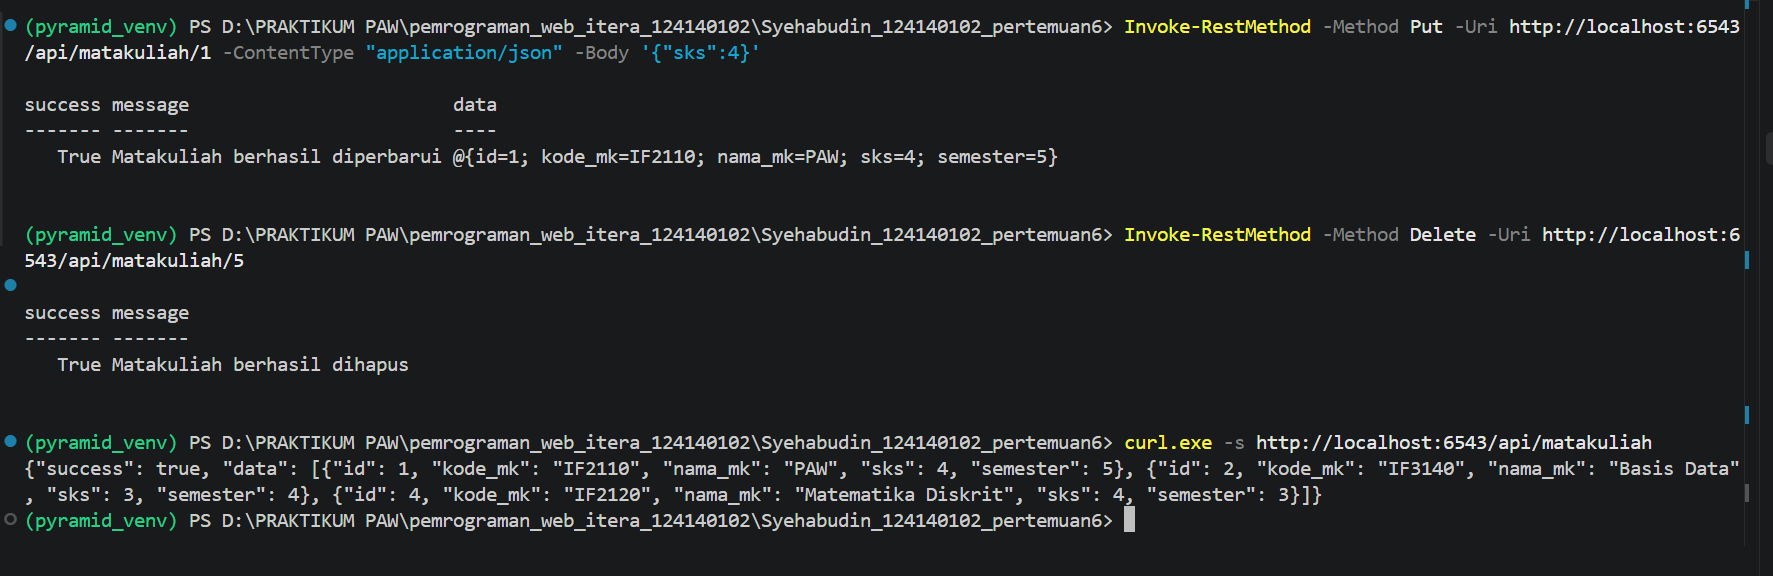 (pyramid_venv) PS D:\PRAKTIKUM PAW\pemrograman_web_itera_124140102\Syehabudin_124140102_pertemuan6> Invoke-RestMethod -Method Put -Uri http://localhost:6543
/api/matakuliah/1 -ContentType "application/json" -Body '{"sks":4}'
success message                        data
------- -------                        ----
   True Matakuliah berhasil diperbarui @{id=1; kode_mk=IF2110; nama_mk=PAW; sks=4; semester=5}
(pyramid_venv) PS D:\PRAKTIKUM PAW\pemrograman_web_itera_124140102\Syehabudin_124140102_pertemuan6> Invoke-RestMethod -Method Delete -Uri http://localhost:6
543/api/matakuliah/5
success message
------- -------
   True Matakuliah berhasil dihapus
(pyramid_venv) PS D:\PRAKTIKUM PAW\pemrograman_web_itera_124140102\Syehabudin_124140102_pertemuan6> curl.exe -s http://localhost:6543/api/matakuliah
{"success": true, "data": [{"id": 1, "kode_mk": "IF2110", "nama_mk": "PAW", "sks": 4, "semester": 5}, {"id": 2, "kode_mk": "IF3140", "nama_mk": "Basis Data"
, "sks": 3, "semester": 4}, {"id": 4, "kode_mk": "IF2120", "nama_mk": "Matematika Diskrit", "sks": 4, "semester": 3}]}
(pyramid_venv) PS D:\PRAKTIKUM PAW\pemrograman_web_itera_124140102\Syehabudin_124140102_pertemuan6>